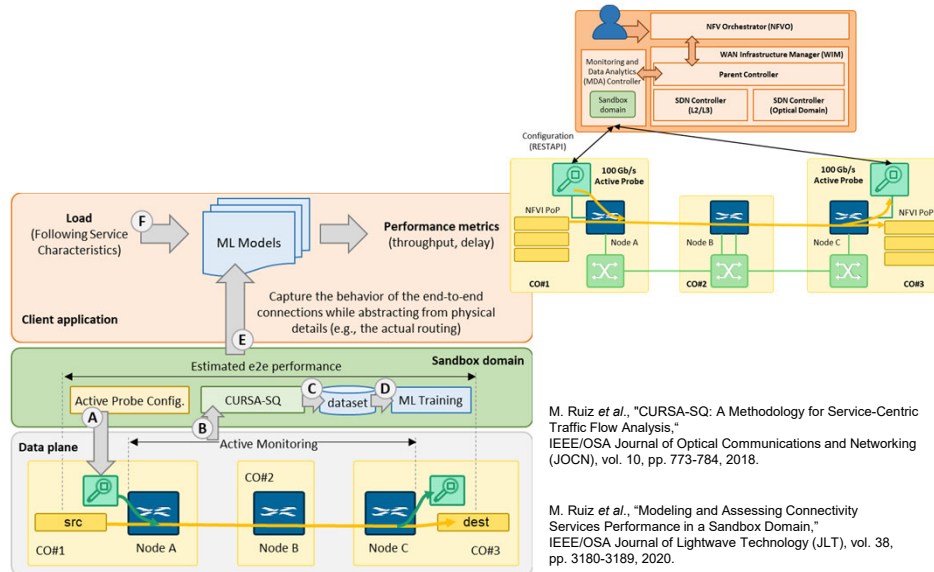 NFV Orchestrator (NFVO)
WAN Infrastructure Manager (WIM)
Monitoring and
Data Analytics
(MDA) Controller
Parent Controller
Sandbox
domain
SDN Controller
(L2/L3)
SDN Controller
(Optical Domain)
Configuration
(RESTAPI)
100 Gb/s
Active Probe
100 Gb/s
Active Probe
NFVI PoP
NFVI PoP
Node A
Node B
Node C
CO#1
CO#2
CO#3
Load
(Following Service
Characteristics)
F
ML Models
Performance metrics
(throughput, delay)
Capture the behavior of the end-to-end
connections while abstracting from physical
details (e.g., the actual routing)
Client application
E
Sandbox domain
Estimated e2e performance
Active Probe Config.
CURSA-SQ
C
dataset
D
ML Training
A
B
Active Monitoring
Data plane
CO#2
src
dest
CO#1
Node A
Node B
Node C
CO#3
M. Ruiz et al., "CURSA-SQ: A Methodology for Service-Centric
Traffic Flow Analysis,“
IEEE/OSA Journal of Optical Communications and Networking
(JOCN), vol. 10, pp. 773-784, 2018.
M. Ruiz et al., “Modeling and Assessing Connectivity
Services Performance in a Sandbox Domain,”
IEEE/OSA Journal of Lightwave Technology (JLT), vol. 38,
pp. 3180-3189, 2020.